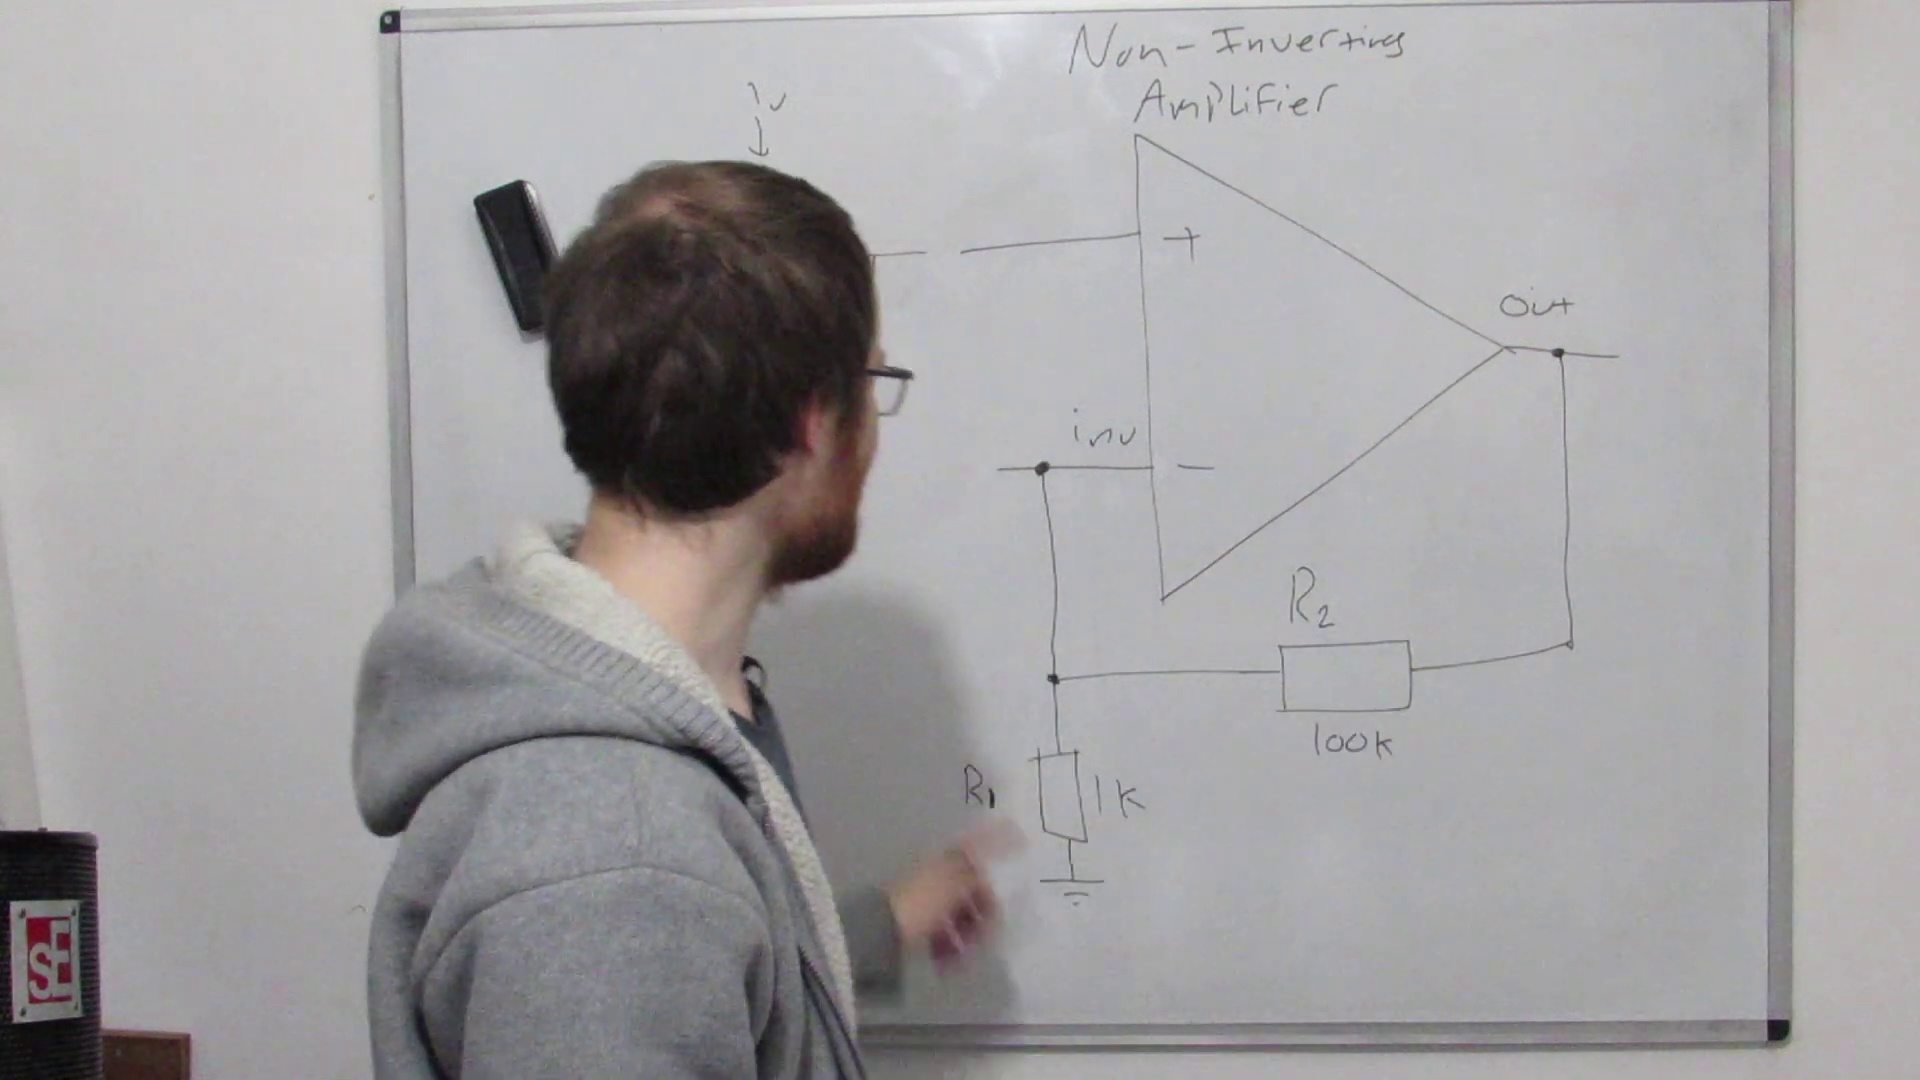 Non-Inverting
Amplifier
1v
+
out
inv
-
R2
100k
R1
1k
sE